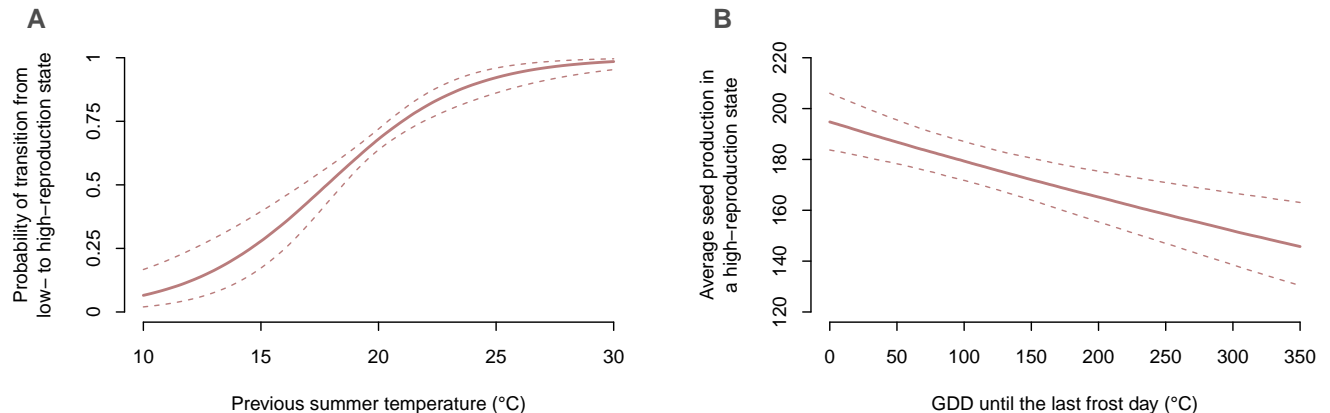 A
Probability of transition from
low− to high−reproduction state
1
0.75
0.5
0.25
0
10 15 20 25 30
Previous summer temperature (°C)
B
Average seed production in
a high−reproduction state
220
200
180
160
140
120
0 50 100 150 200 250 300 350
GDD until the last frost day (°C)